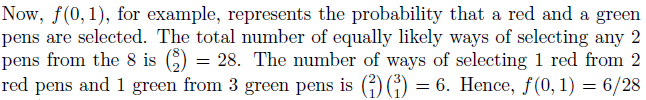 Now, f(0, 1), for example, represents the probability that a red and a green
pens are selected. The total number of equally likely ways of selecting any 2
pens from the 8 is (8 2) = 28. The number of ways of selecting 1 red from 2
red pens and 1 green from 3 green pens is (2 1)(3 1) = 6. Hence, f(0, 1) = 6/28